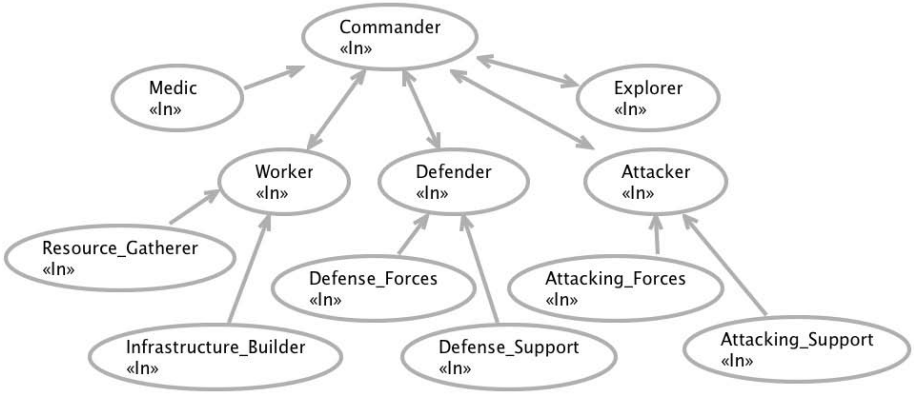 Commander
«In»
Medic
«In»
Explorer
«In»
Worker
«In»
Defender
«In»
Attacker
«In»
Resource_Gatherer
«In»
Defense_Forces
«In»
Attacking_Forces
«In»
Infrastructure_Builder
«In»
Defense_Support
«In»
Attacking_Support
«In»